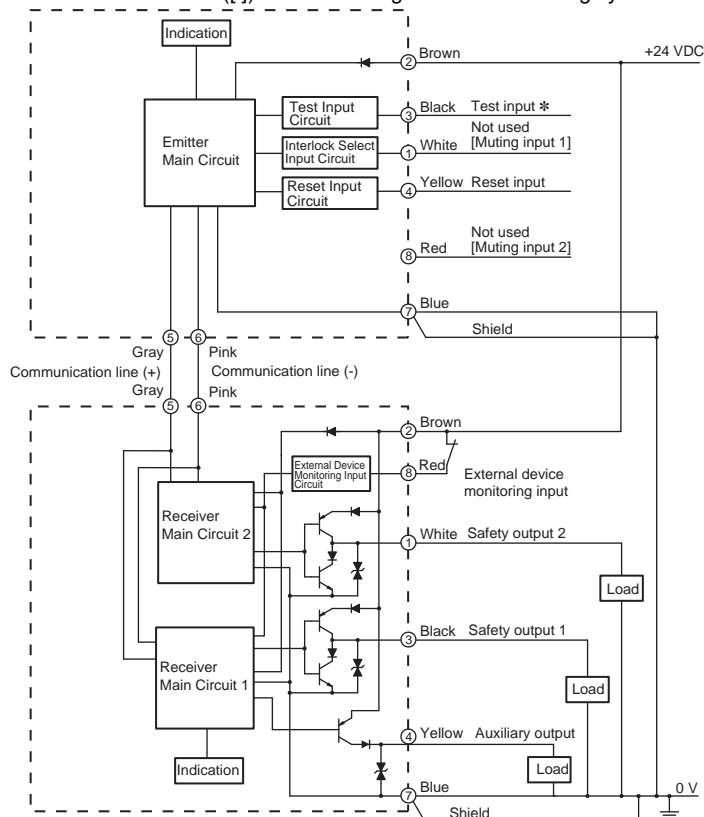 Indication
2
Brown
+24 VDC
Test Input
Circuit
3
Black Test input *
Emitter
Main Circuit
Not used
Interlock Select
Input Circuit
1
White [Muting input 1]
Reset Input
Circuit
4
Yellow Reset input
Not used
8
Red [Muting input 2]
7
Blue
Shield
5
6
Gray
Pink
Communication line (+)
Communication line (-)
Gray
Pink
5
6
2
Brown
External Device
Monitoring Input
Circuit
8
Red
External device
monitoring input
Receiver
Main Circuit 2
1
White Safety output 2
Load
3
Black Safety output 1
Receiver
Main Circuit 1
Load
4
Yellow Auxiliary output
Indication
Load
7
Blue
0 V
Shield